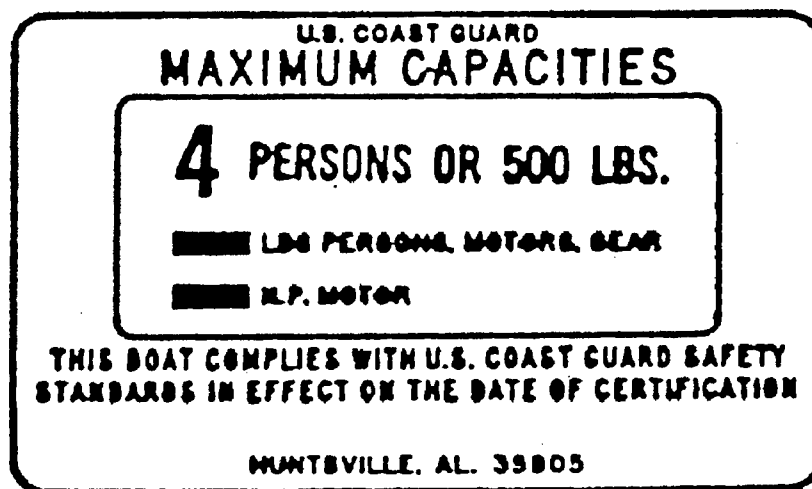 U.S. COAST GUARD
MAXIMUM CAPACITIES
4 PERSONS OR 500 LBS.
LBS PERSONS, MOTORS, GEAR
H.P. MOTOR
THIS BOAT COMPLIES WITH U.S. COAST GUARD SAFETY
STANDARDS IN EFFECT ON THE DATE OF CERTIFICATION
HUNTSVILLE, AL.